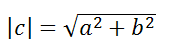 |c| = √a² + b²